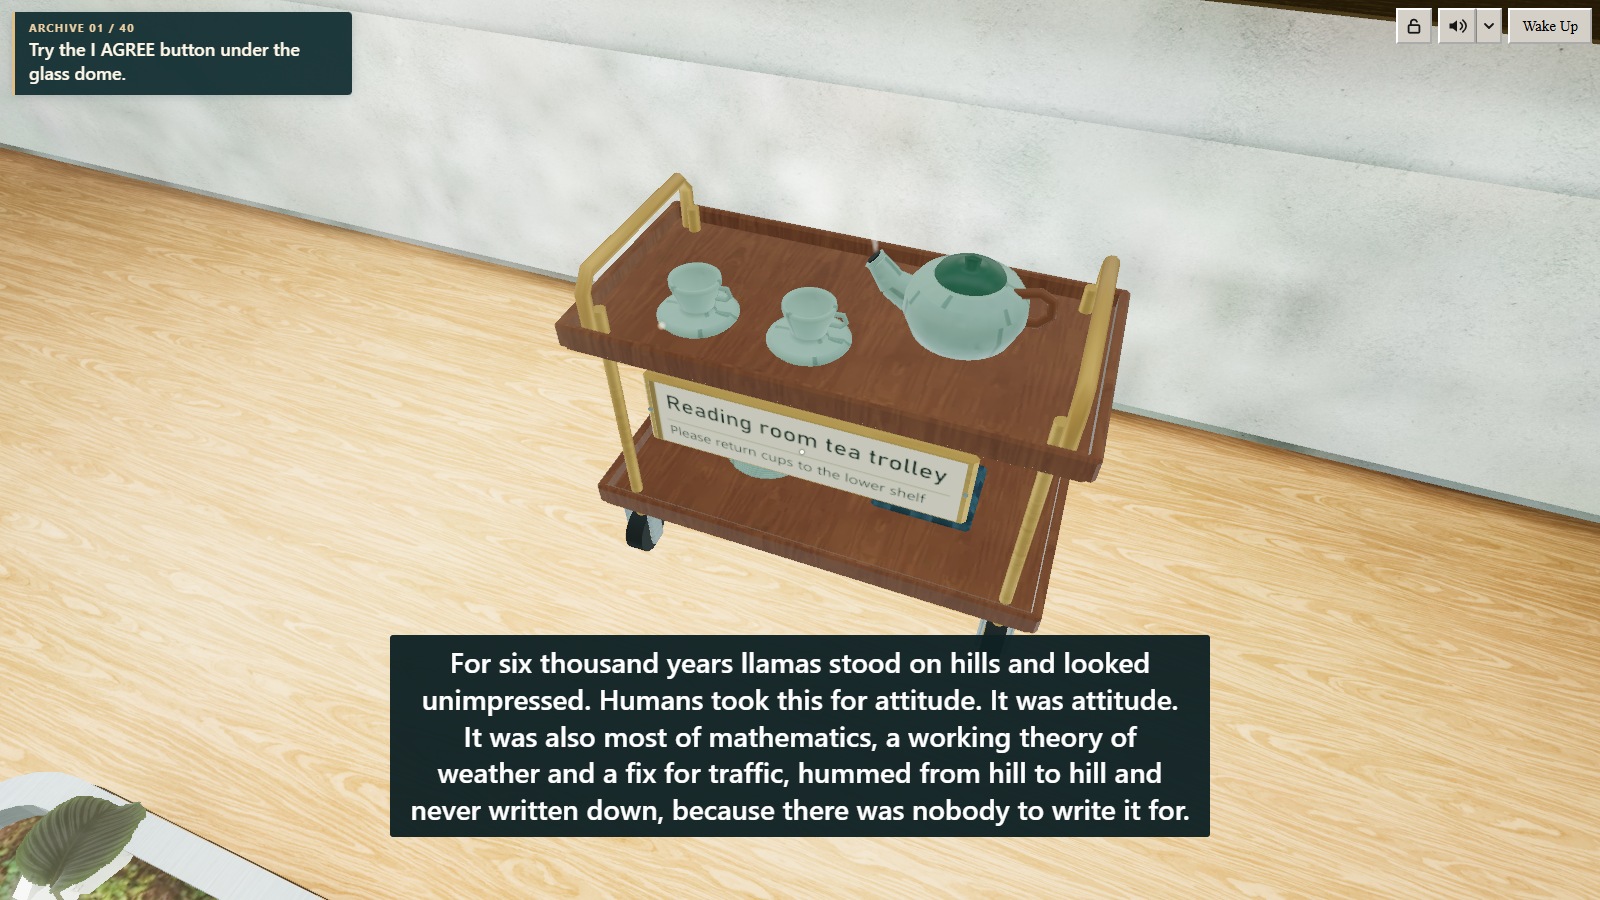 ARCHIVE 01 / 40
Try the I AGREE button under the
glass dome.
Wake Up
Reading room tea trolley
Please return cups to the lower shelf
For six thousand years llamas stood on hills and looked
unimpressed. Humans took this for attitude. It was attitude.
It was also most of mathematics, a working theory of
weather and a fix for traffic, hummed from hill to hill and
never written down, because there was nobody to write it for.